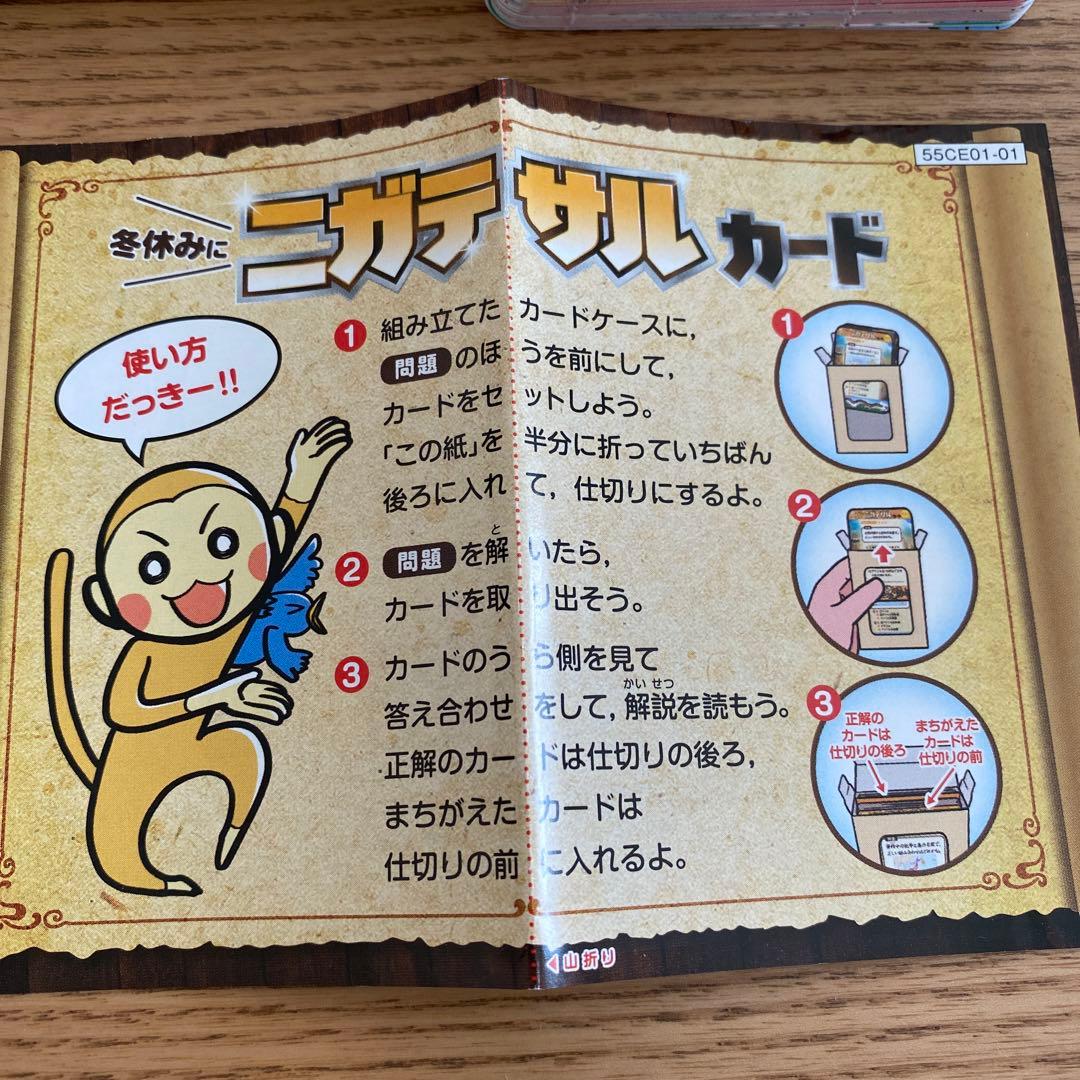 55CE01-01
冬休みに ニガテサルカード
使い方
だっきー!!
1 組み立てたカードケースに,
問題のほうを前にして,
カードをセットしよう。
「この紙」を半分に折っていちばん
後ろに入れて, 仕切りにするよ。
と
2 問題を解いたら,
カードを取り出そう。
3 カードのうら側を見て
かいせつ
答え合わせをして, 解説を読もう。
正解のカードは仕切りの後ろ,
まちがえたカードは
仕切りの前に入れるよ。
1
2
3
正解の
カードは
仕切りの後ろ
まちがえた
カードは
仕切りの前
山折り